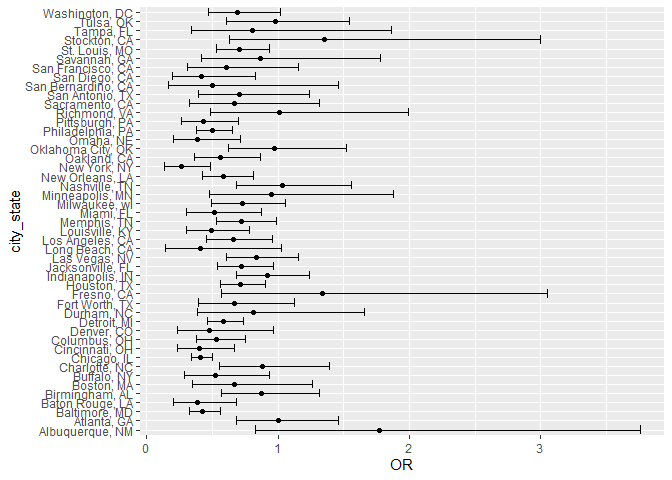 Washington, DC
Tulsa, OK
Tampa, FL
Stockton, CA
St. Louis, MO
Savannah, GA
San Francisco, CA
San Diego, CA
San Bernardino, CA
San Antonio, TX
Sacramento, CA
Richmond, VA
Pittsburgh, PA
Philadelphia, PA
Omaha, NE
Oklahoma City, OK
Oakland, CA
New York, NY
New Orleans, LA
Nashville, TN
Minneapolis, MN
Milwaukee, wI
Miami, FL
Memphis, TN
Louisville, KY
Los Angeles, CA
Long Beach, CA
Las Vegas, NV
Jacksonville, FL
Indianapolis, IN
Houston, TX
Fresno, CA
Fort Worth, TX
Durham, NC
Detroit, MI
Denver, CO
Columbus, OH
Cincinnati, OH
Chicago, IL
Charlotte, NC
Buffalo, NY
Boston, MA
Birmingham, AL
Baton Rouge, LA
Baltimore, MD
Atlanta, GA
Albuquerque, NM
city_state
0 1 2 3
OR